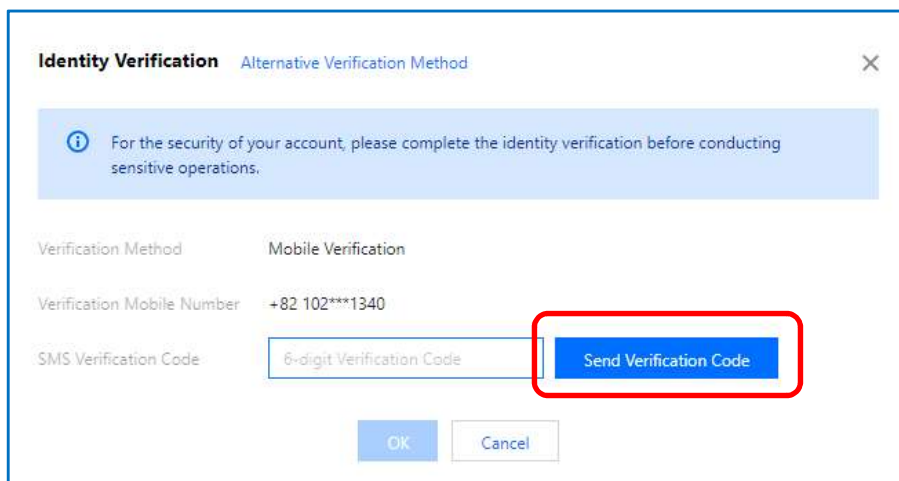 Identity Verification Alternative Verification Method
For the security of your account, please complete the identity verification before conducting
sensitive operations.
Verification Method Mobile Verification
Verification Mobile Number +82 102***1340
SMS Verification Code 6-digit Verification Code Send Verification Code
OK Cancel